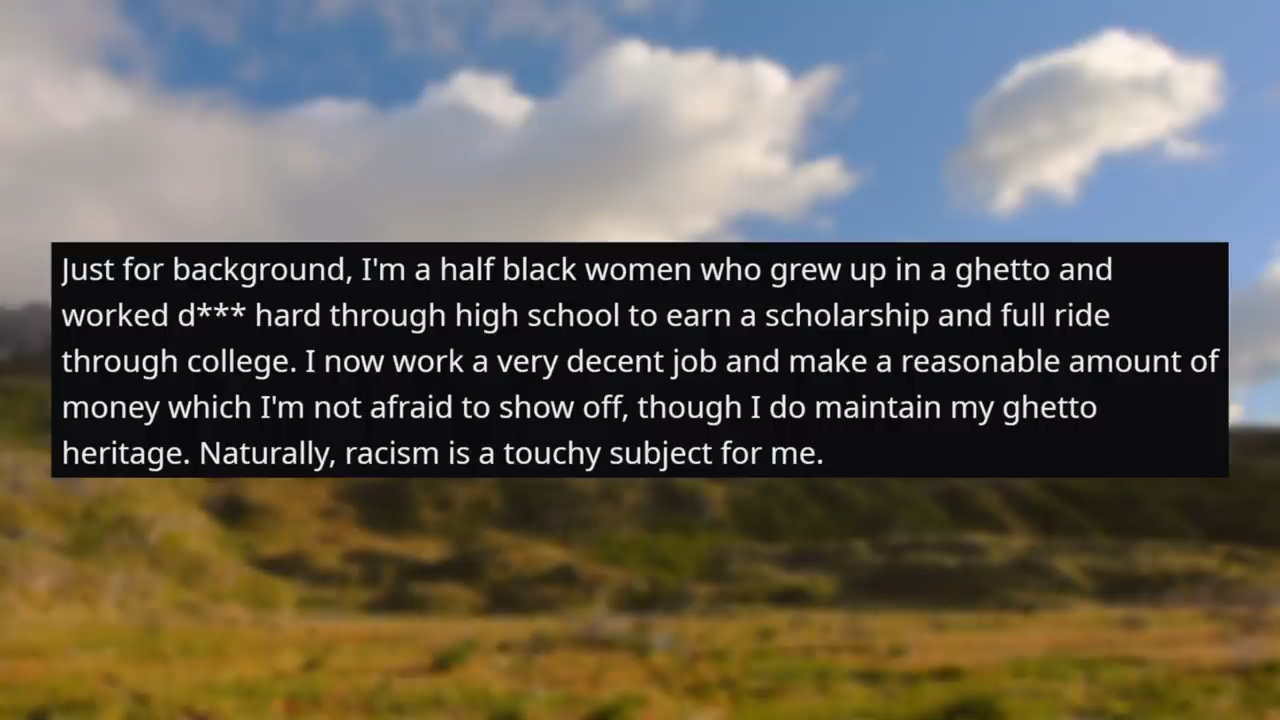 Just for background, I'm a half black women who grew up in a ghetto and
worked d*** hard through high school to earn a scholarship and full ride
through college. I now work a very decent job and make a reasonable amount of
money which I'm not afraid to show off, though I do maintain my ghetto
heritage. Naturally, racism is a touchy subject for me.